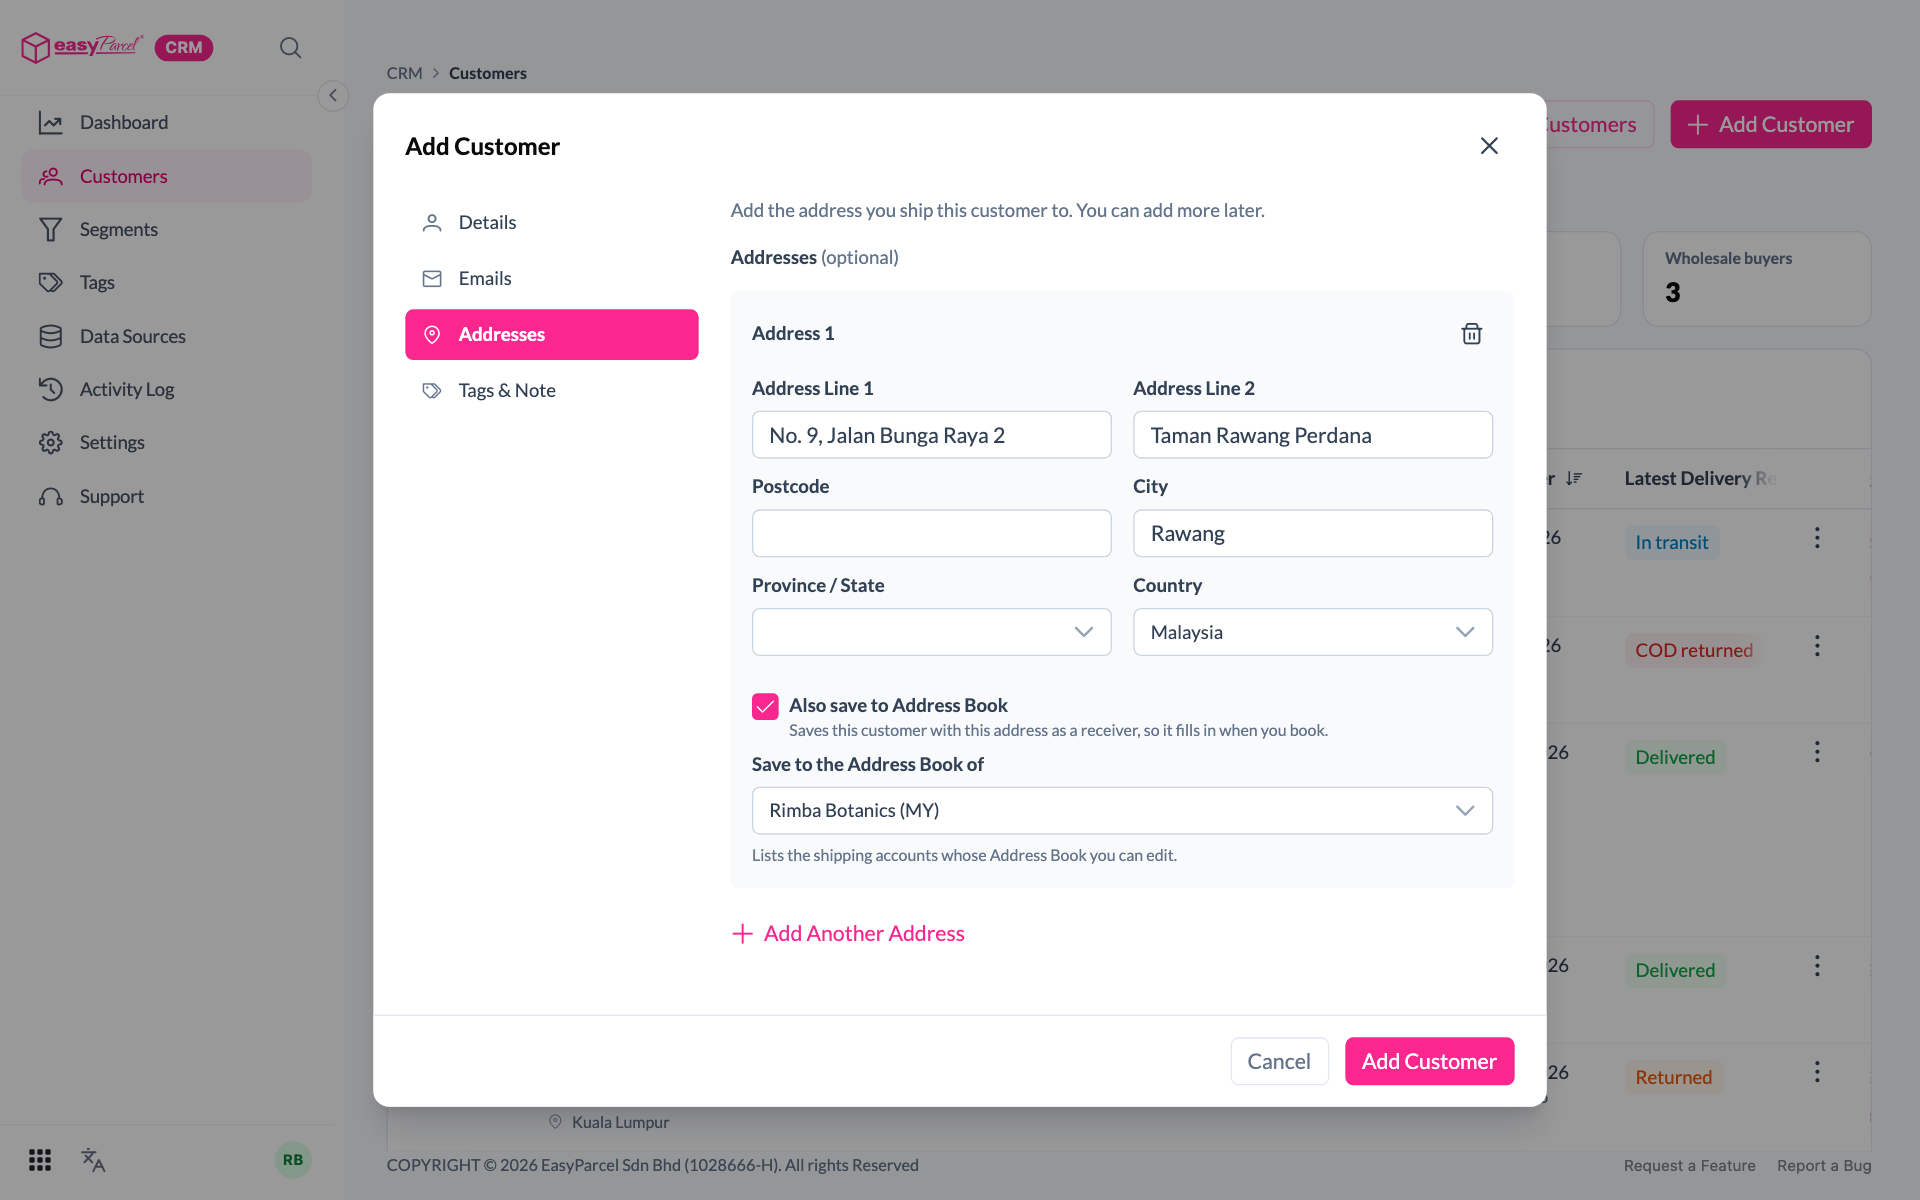 easyParcel CRM
Dashboard
Customers
Segments
Tags
Data Sources
Activity Log
Settings
Support
RB
CRM > Customers
Customers
Add Customer
Wholesale buyers
3
Latest Delivery
26
In transit
26
COD returned
26
Delivered
26
Delivered
26
Returned
Add Customer
Details
Emails
Addresses
Tags & Note
Add the address you ship this customer to. You can add more later.
Addresses (optional)
Address 1
Address Line 1
Address Line 2
No. 9, Jalan Bunga Raya 2
Taman Rawang Perdana
Postcode
City
Rawang
Province / State
Country
Malaysia
Also save to Address Book
Saves this customer with this address as a receiver, so it fills in when you book.
Save to the Address Book of
Rimba Botanics (MY)
Lists the shipping accounts whose Address Book you can edit.
Add Another Address
Cancel
Add Customer
Kuala Lumpur
COPYRIGHT © 2026 EasyParcel Sdn Bhd (1028666-H). All rights Reserved
Request a Feature
Report a Bug